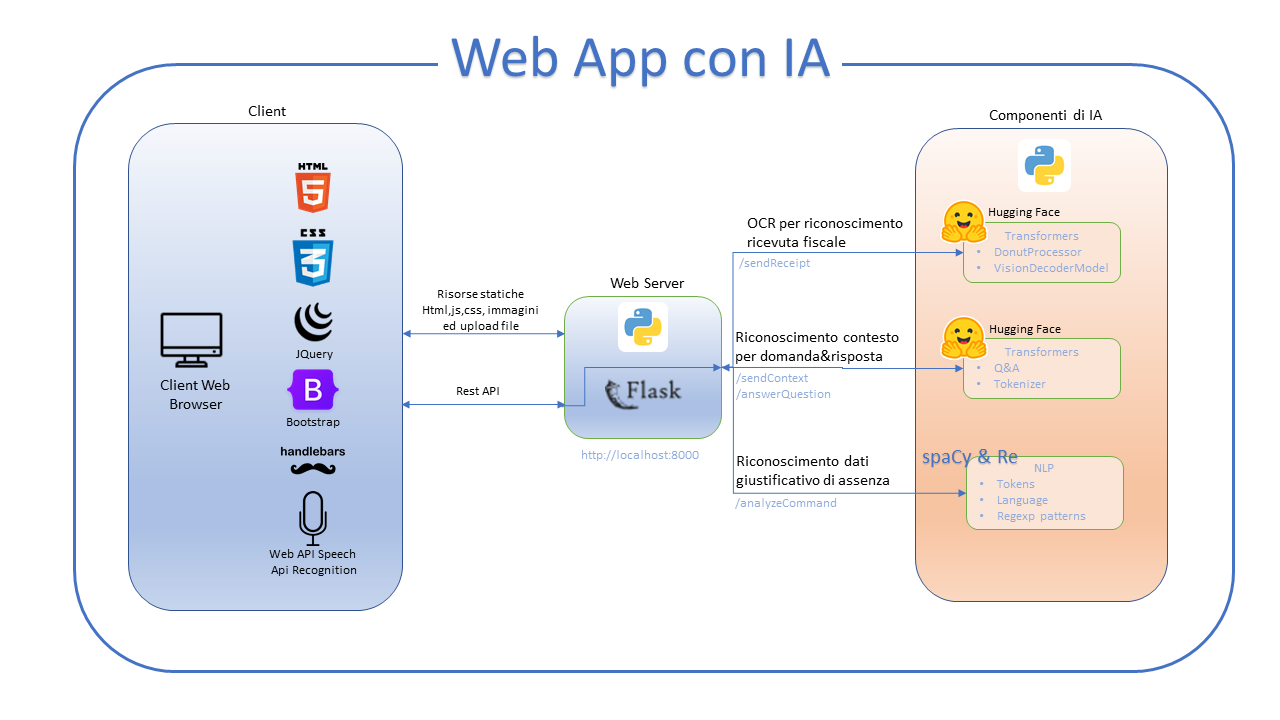 Web App con IA
Client
HTML
5
CSS
3
JQuery
B
Bootstrap
handlebars
Web API Speech
Api Recognition
Client Web
Browser
Risorse statiche
Html,js,css, immagini
ed upload file
Rest API
Web Server
Flask
http://localhost:8000
OCR per riconoscimento
ricevuta fiscale
/sendReceipt
Riconoscimento contesto
per domanda&risposta
/sendContext
/answerQuestion
Riconoscimento dati
giustificativo di assenza
/analyzeCommand
Componenti di IA
Hugging Face
Transformers
• DonutProcessor
• VisionDecoderModel
Hugging Face
Transformers
• Q&A
• Tokenizer
spaCy & Re
NLP
• Tokens
• Language
• Regexp patterns